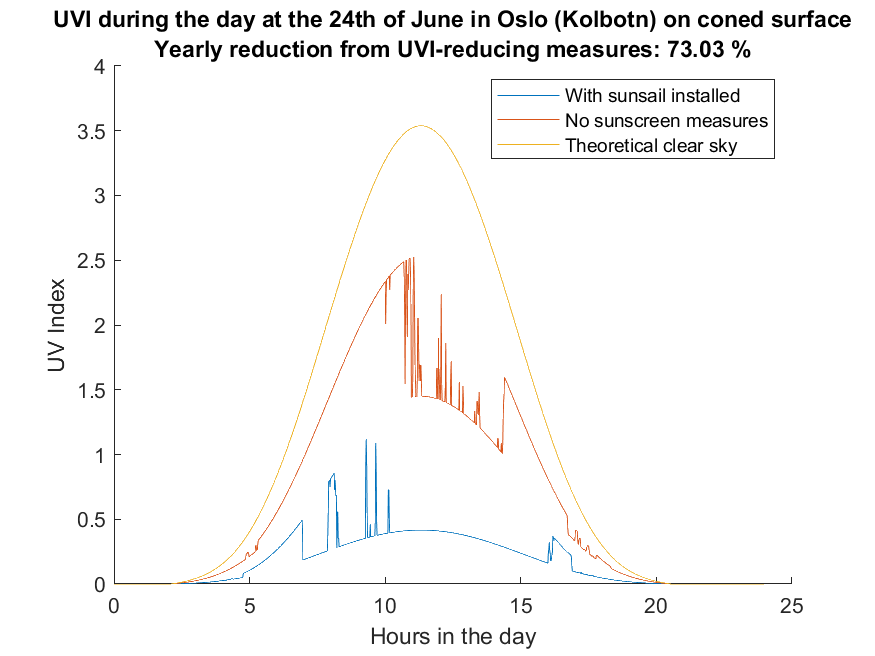 UVI during the day at the 24th of June in Oslo (Kolbotn) on coned surface
Yearly reduction from UVI-reducing measures: 73.03 %
4
3.5
3
2.5
2
1.5
1
0.5
0
UV Index
With sunsail installed
No sunscreen measures
Theoretical clear sky
0
5
10
15
20
25
Hours in the day